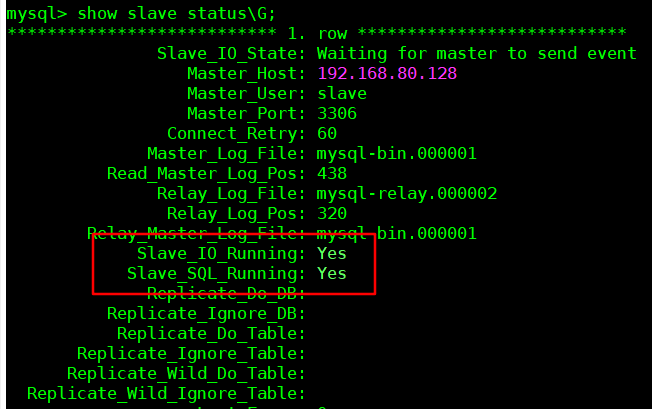 mysql> show slave status\G;
*************************** 1. row ***************************
Slave_IO_State: Waiting for master to send event
Master_Host: 192.168.80.128
Master_User: slave
Master_Port: 3306
Connect_Retry: 60
Master_Log_File: mysql-bin.000001
Read_Master_Log_Pos: 438
Relay_Log_File: mysql-relay.000002
Relay_Log_Pos: 320
Relay_Master_Log_File: mysql-bin.000001
Slave_IO_Running: Yes
Slave_SQL_Running: Yes
Replicate_Do_DB:
Replicate_Ignore_DB:
Replicate_Do_Table:
Replicate_Ignore_Table:
Replicate_Wild_Do_Table:
Replicate_Wild_Ignore_Table: